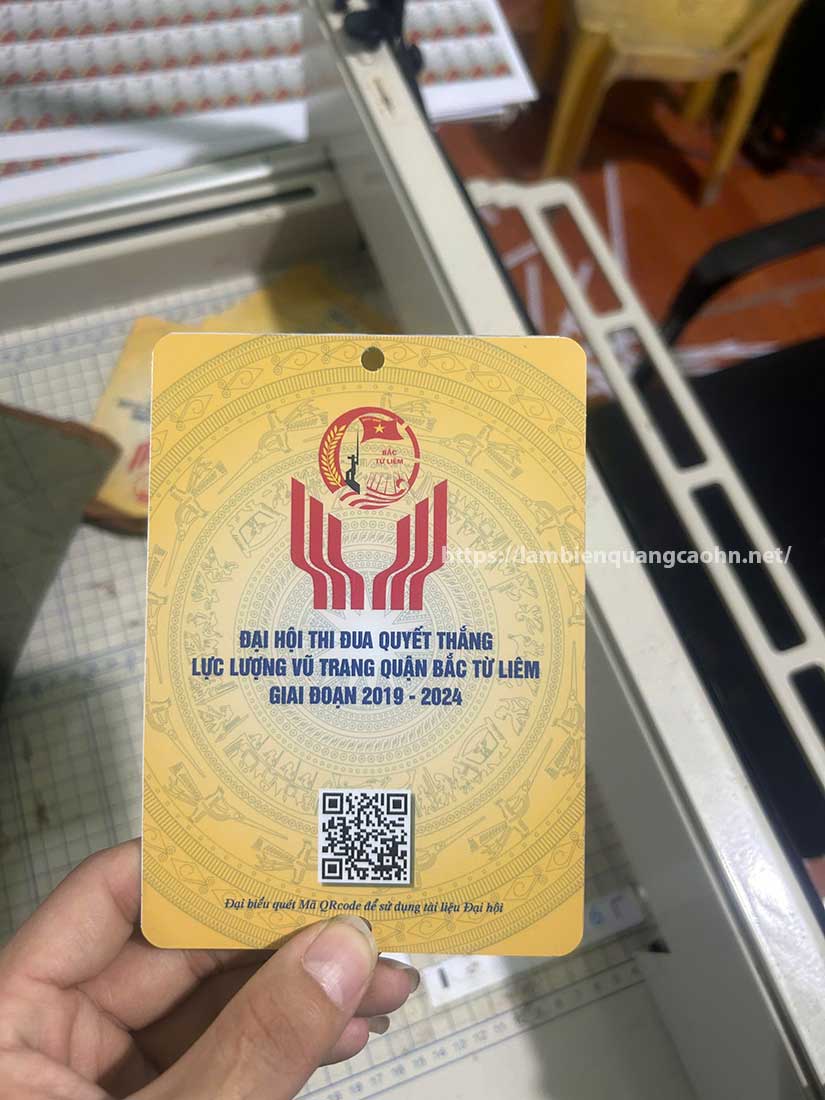 BẮC
TỪ LIÊM
https://lambienquangcaohn.net/
ĐẠI HỘI THI ĐUA QUYẾT THẮNG
LỰC LƯỢNG VŨ TRANG QUẬN BẮC TỪ LIÊM
GIAI ĐOẠN 2019 - 2024
Đại biểu quét Mã QRcode để sử dụng tài liệu Đại hội